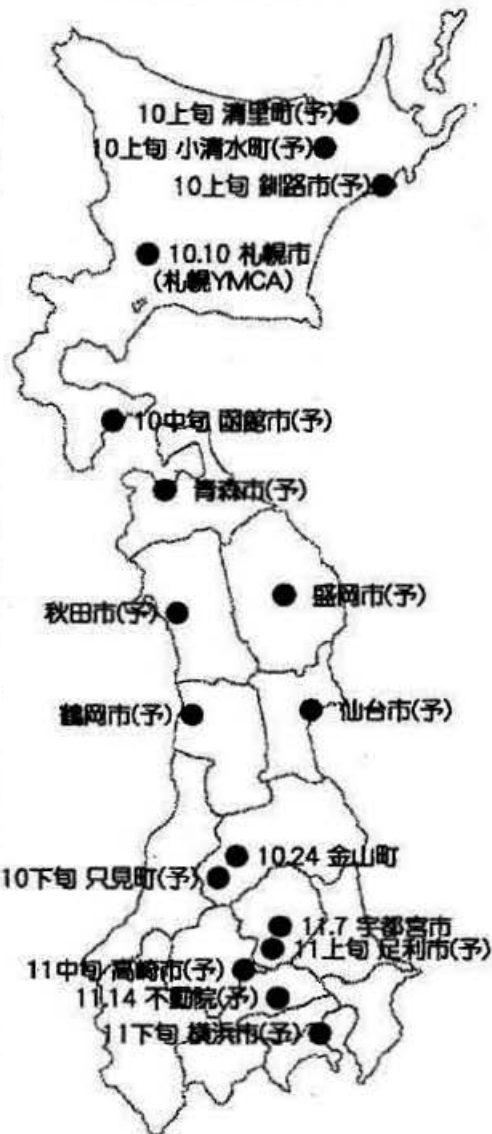 10上旬 清里町(予)
10上旬 小清水町(予)
10上旬 釧路市(予)
10.10 札幌市
(札幌YMCA)
10中旬 函館市(予)
青森市(予)
盛岡市(予)
秋田市(予)
鶴岡市(予)
仙台市(予)
10.24 金山町
10下旬 只見町(予)
11.7 宇都宮市
11上旬 足利市(予)
11中旬 高崎市(予)
11.14 不動院(予)
11下旬 横浜市(予)